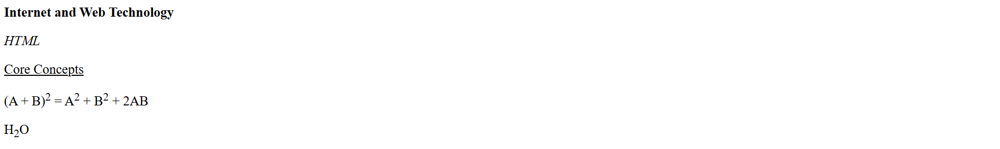 Internet and Web Technology
HTML
Core Concepts
(A + B)² = A² + B² + 2AB
H₂O